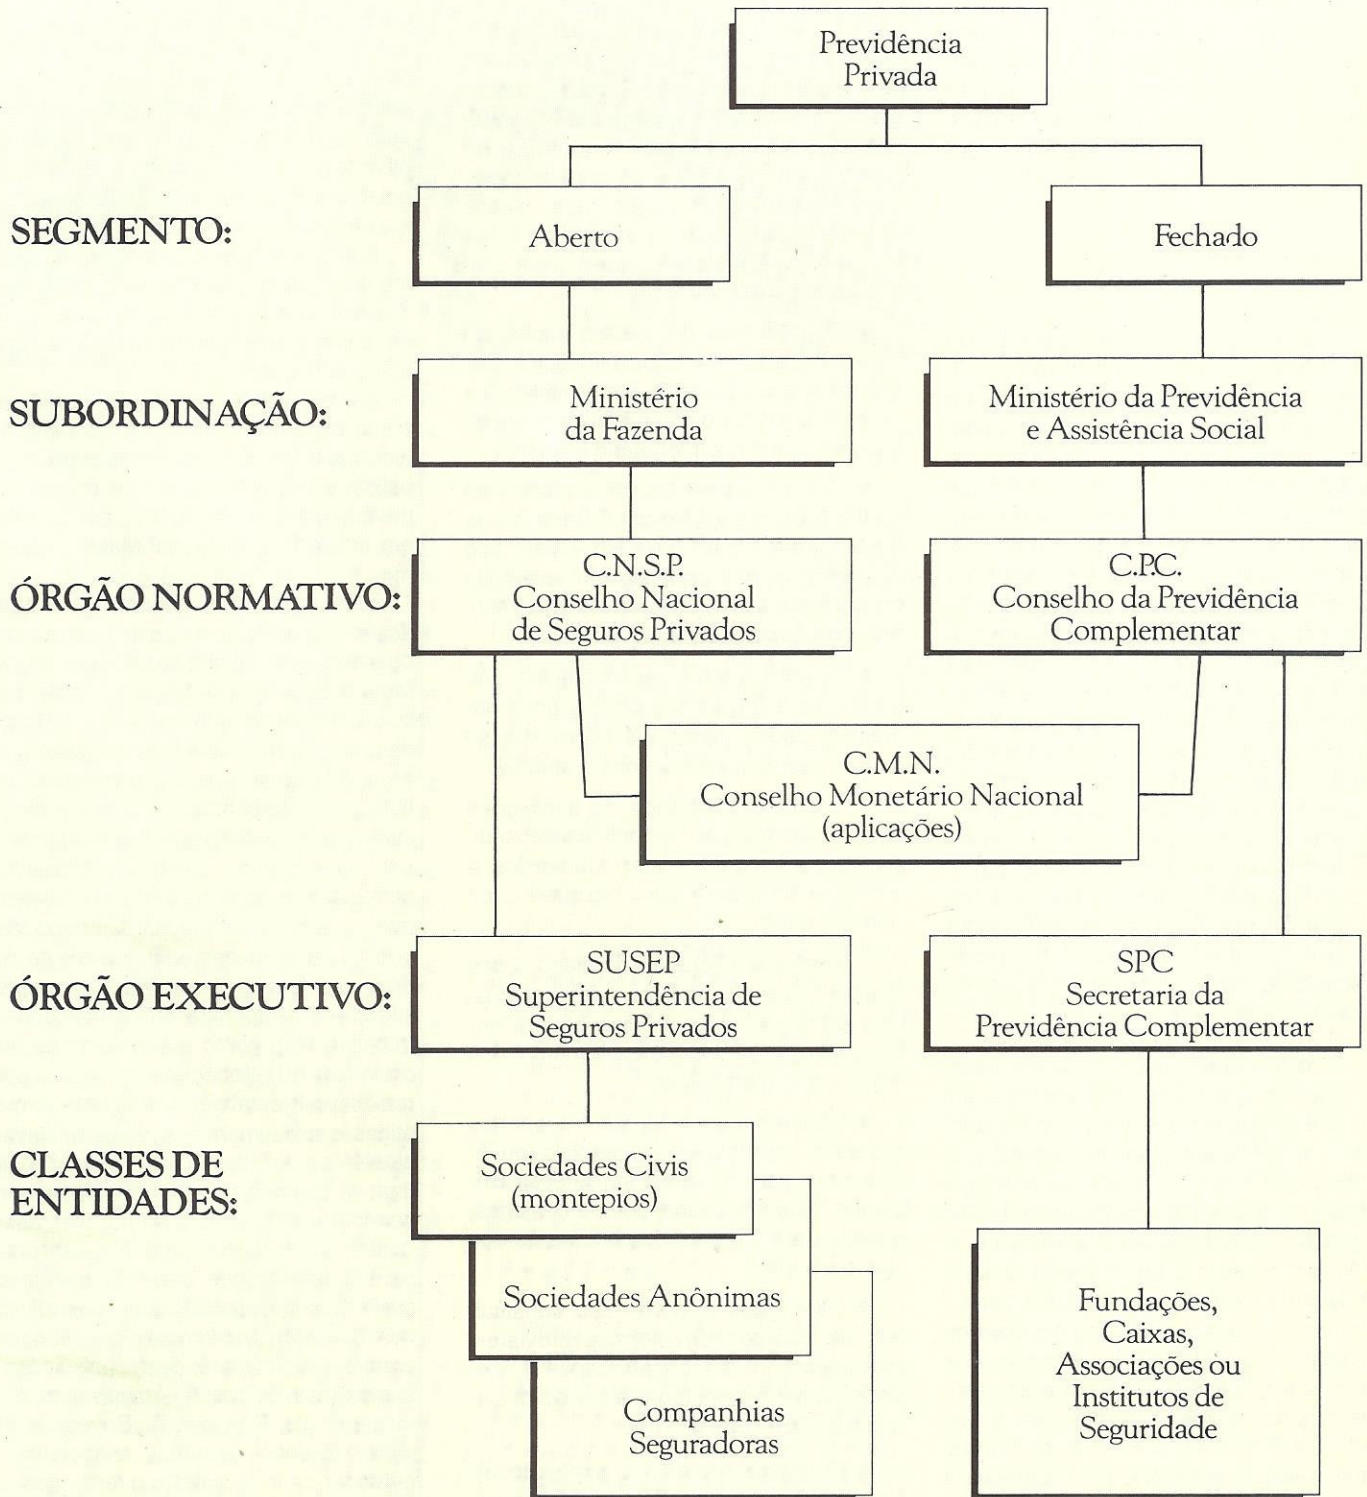 Previdência
Privada
SEGMENTO:
Aberto
Fechado
SUBORDINAÇÃO:
Ministério
da Fazenda
Ministério da Previdência
e Assistência Social
ÓRGÃO NORMATIVO:
C.N.S.P.
Conselho Nacional
de Seguros Privados
C.P.C.
Conselho da Previdência
Complementar
C.M.N.
Conselho Monetário Nacional
(aplicações)
ÓRGÃO EXECUTIVO:
SUSEP
Superintendência de
Seguros Privados
SPC
Secretaria da
Previdência Complementar
CLASSES DE
ENTIDADES:
Sociedades Civis
(montepios)
Sociedades Anônimas
Companhias
Seguradoras
Fundações,
Caixas,
Associações ou
Institutos de
Seguridade